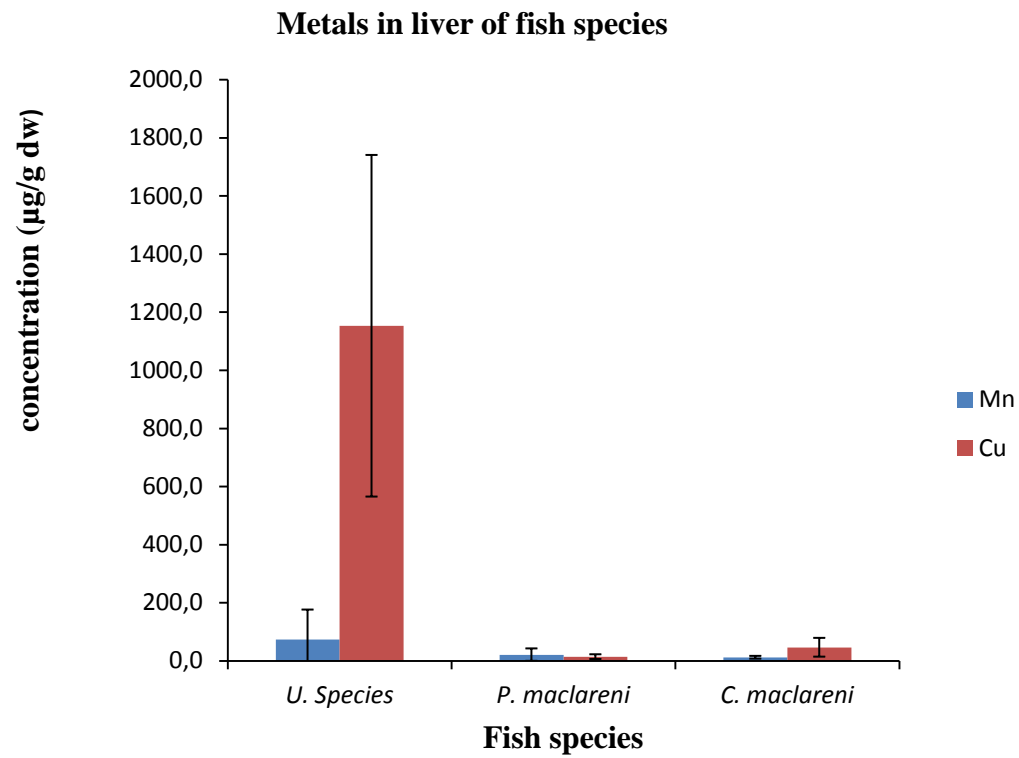 Metals in liver of fish species
concentration (µg/g dw)
2000,0
1800,0
1600,0
1400,0
1200,0
1000,0
800,0
600,0
400,0
200,0
0,0
U. Species
P. maclareni
C. maclareni
Fish species
Mn
Cu